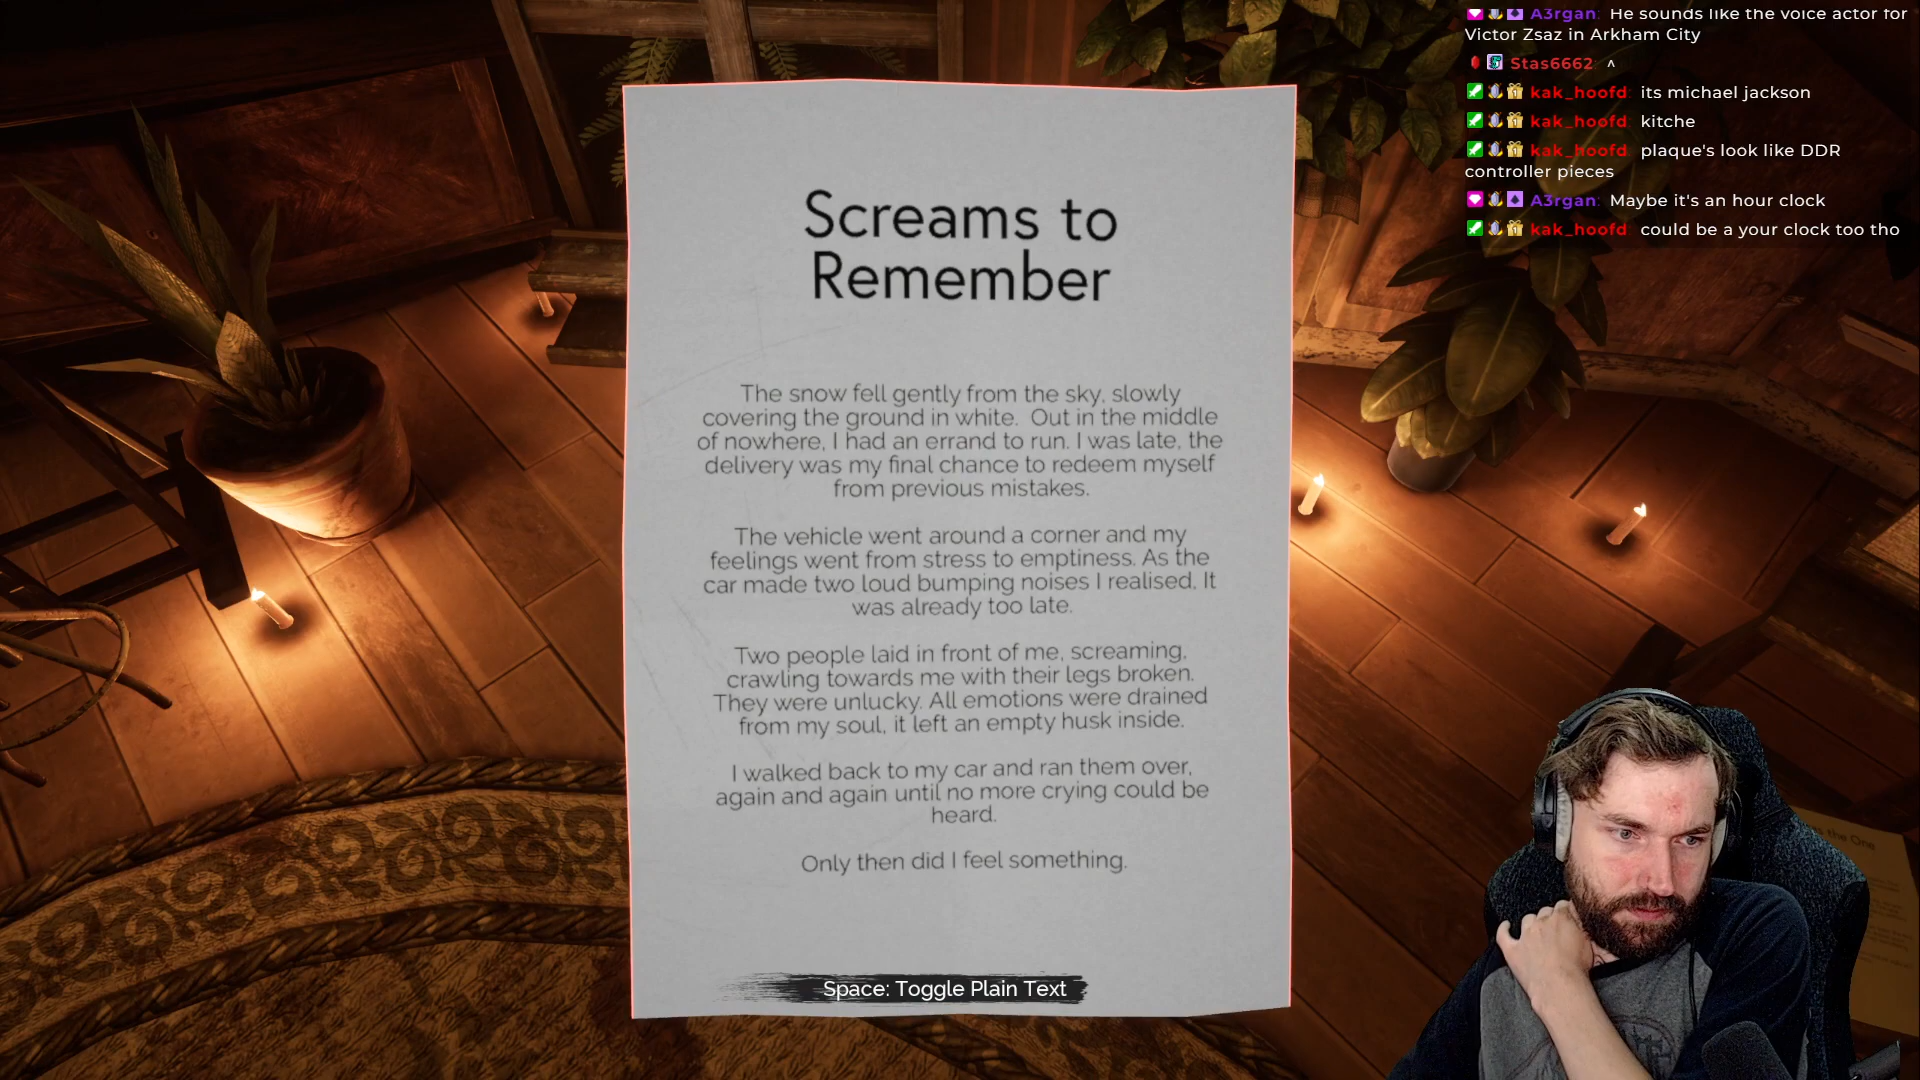 A3rgan: He sounds like the voice actor for
Victor Zsaz in Arkham City
Stas6662 ^
kak_hoofd: its michael jackson
kak_hoofd: kitche
kak_hoofd: plaque's look like DDR
controller pieces
A3rgan: Maybe it's an hour clock
kak_hoofd: could be a your clock too tho
Screams to
Remember
The snow fell gently from the sky, slowly
covering the ground in white. Out in the middle
of nowhere, I had an errand to run. I was late, the
delivery was my final chance to redeem myself
from previous mistakes.
The vehicle went around a corner and my
feelings went from stress to emptiness. As the
car made two loud bumping noises I realised. It
was already too late.
Two people laid in front of me, screaming,
crawling towards me with their legs broken.
They were unlucky. All emotions were drained
from my soul, it left an empty husk inside.
I walked back to my car and ran them over,
again and again until no more crying could be
heard.
Only then did I feel something.
Space: Toggle Plain Text
the One